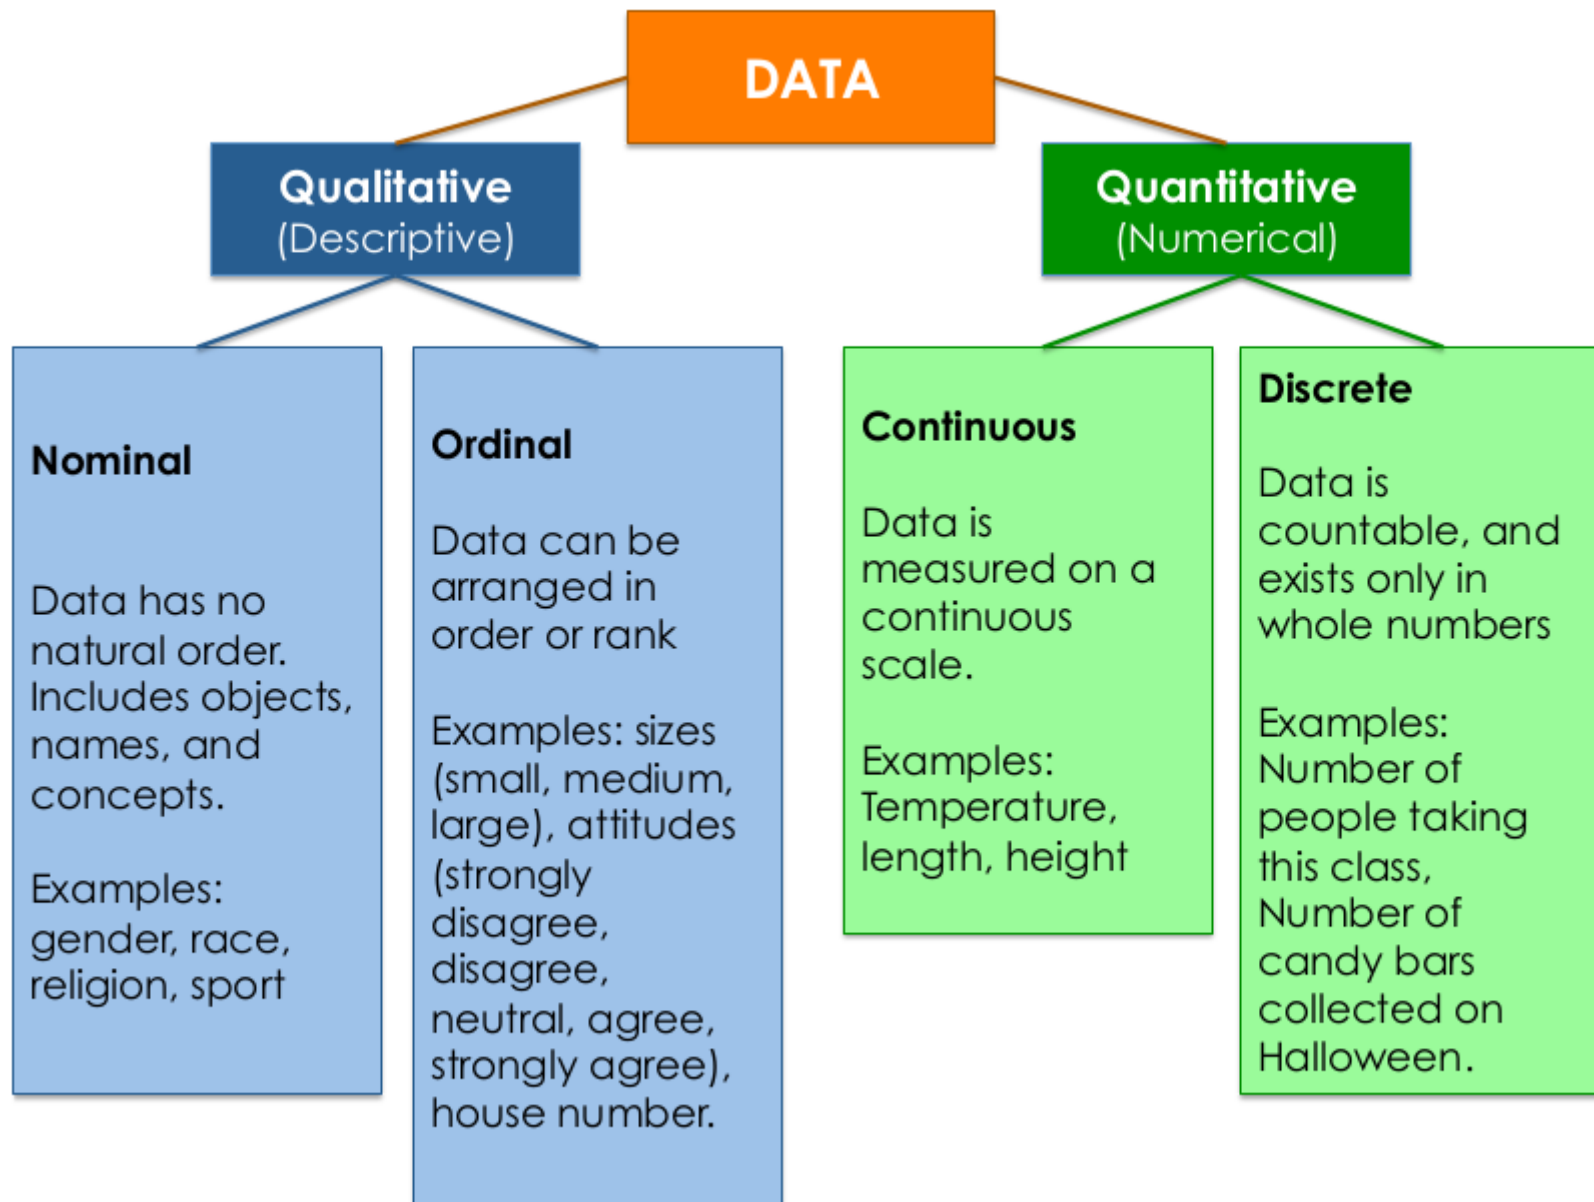 DATA
Qualitative
(Descriptive)
Quantitative
(Numerical)
Nominal
Data has no
natural order.
Includes objects,
names, and
concepts.
Examples:
gender, race,
religion, sport
Ordinal
Data can be
arranged in
order or rank
Examples: sizes
(small, medium,
large), attitudes
(strongly
disagree,
disagree,
neutral, agree,
strongly agree),
house number.
Continuous
Data is
measured on a
continuous
scale.
Examples:
Temperature,
length, height
Discrete
Data is
countable, and
exists only in
whole numbers
Examples:
Number of
people taking
this class,
Number of
candy bars
collected on
Halloween.